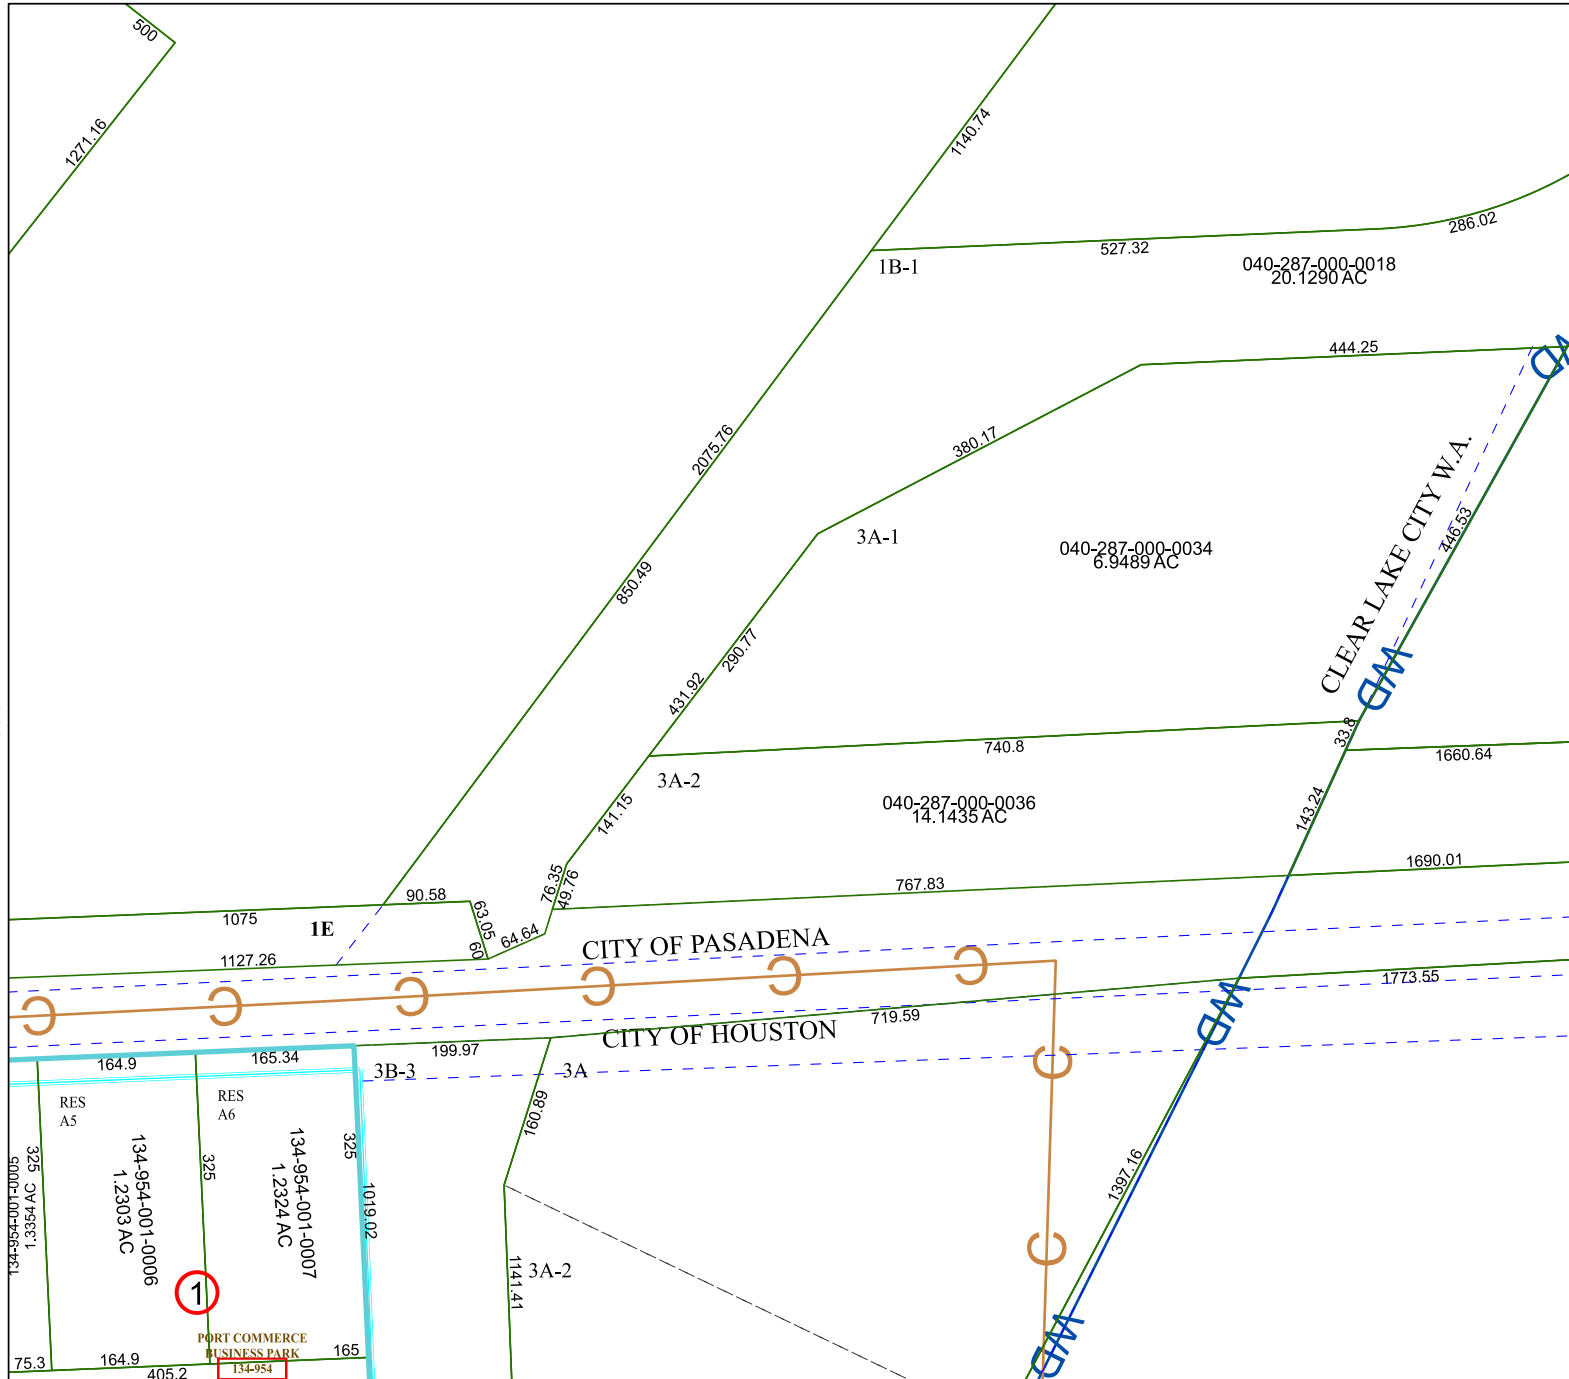 500
1271.16
1140.74
286.02
527.32
1B-1
040-287-000-0018
20.1290 AC
444.25
WD
380.17
2075.76
CLEAR LAKE CITY W.A.
446.53
3A-1
040-287-000-0034
6.9489 AC
850.49
290.77
431.92
WD
33.8
740.8
1660.64
3A-2
141.15
040-287-000-0036
14.1435 AC
143.24
1690.01
76.35
49.76
767.83
90.58
1075
63.05
1E
60
64.64
CITY OF PASADENA
1127.26
C
C
C
C
C
C
1773.55
WD
719.59
CITY OF HOUSTON
199.97
164.9
165.34
3B-3
3A
C
RES
A5
RES
A6
160.89
325
325
325
134-954-001-0005
1.3354 AC
134-954-001-0006
1.2303 AC
134-954-001-0007
1.2324 AC
1019.02
1397.16
C
3A-2
1141.41
1
PORT COMMERCE
BUSINESS PARK
134-954
WD
75.3
164.9
165
405.2